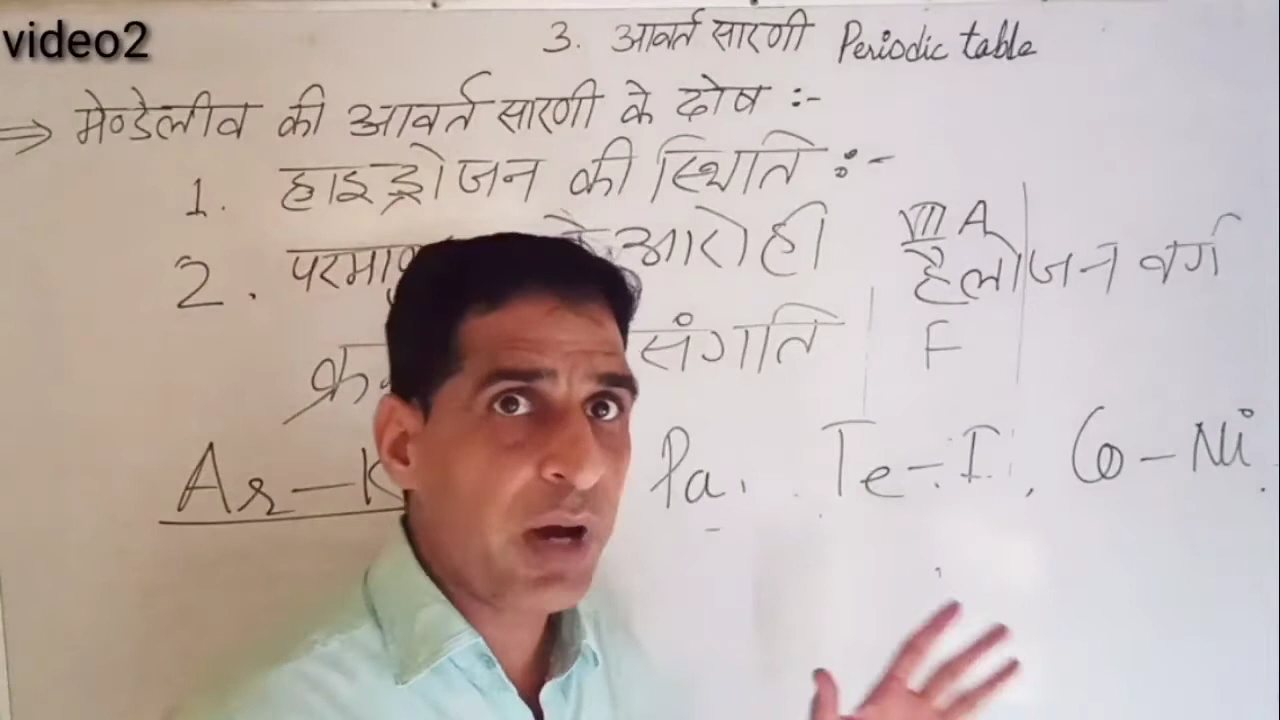 video2
3. आवर्त सारणी Periodic table
⇒ मेण्डेलीव की आवर्त सारणी के दोष :-
1. हाइड्रोजन की स्थिति :-
2. के आरोही
संगति
VII A
हैलोजन वर्ग
F
Ar – K Pa. Te – I, Co – Ni.